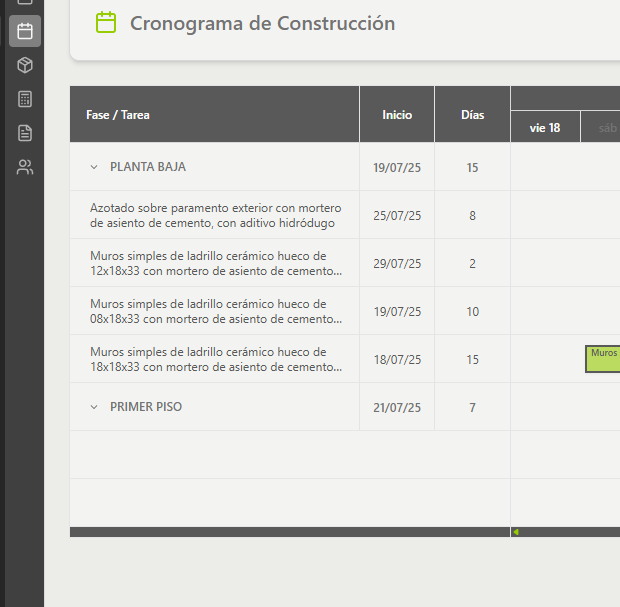 Cronograma de Construcción
Fase / Tarea
Inicio
Días
vie 18
sáb
PLANTA BAJA
19/07/25
15
Azotado sobre paramento exterior con mortero
de asiento de cemento, con aditivo hidródugo
25/07/25
8
Muros simples de ladrillo cerámico hueco de
12x18x33 con mortero de asiento de cemento...
29/07/25
2
Muros simples de ladrillo cerámico hueco de
08x18x33 con mortero de asiento de cemento...
19/07/25
10
Muros simples de ladrillo cerámico hueco de
18x18x33 con mortero de asiento de cemento...
18/07/25
15
Muros
PRIMER PISO
21/07/25
7